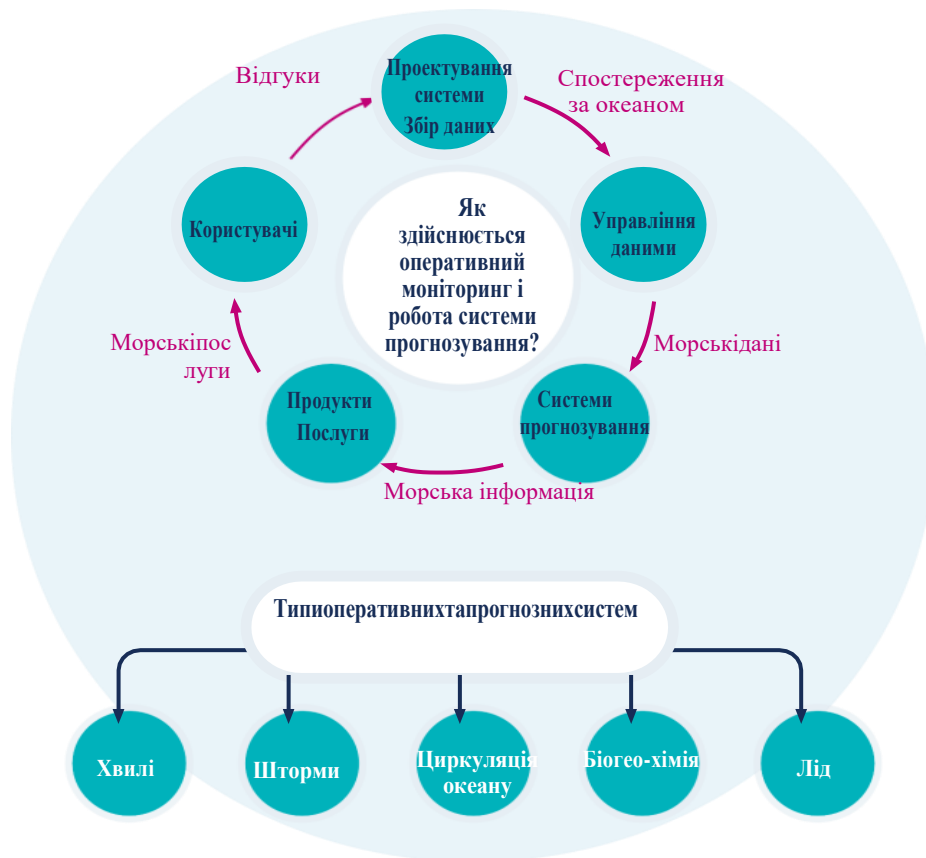 Відгуки
Проектування
системи
Збір даних
Спостереження
за океаном
Користувачі
Як
здійснюється
оперативний
моніторинг і
робота системи
прогнозування?
Управління
даними
Морськіпос
луги
Морськідані
Продукти
Послуги
Системи
прогнозування
Морська інформація
Типиоперативнихтапрогнознихсистем
Хвилі
Шторми
Циркуляція
океану
Біогео-хімія
Лід